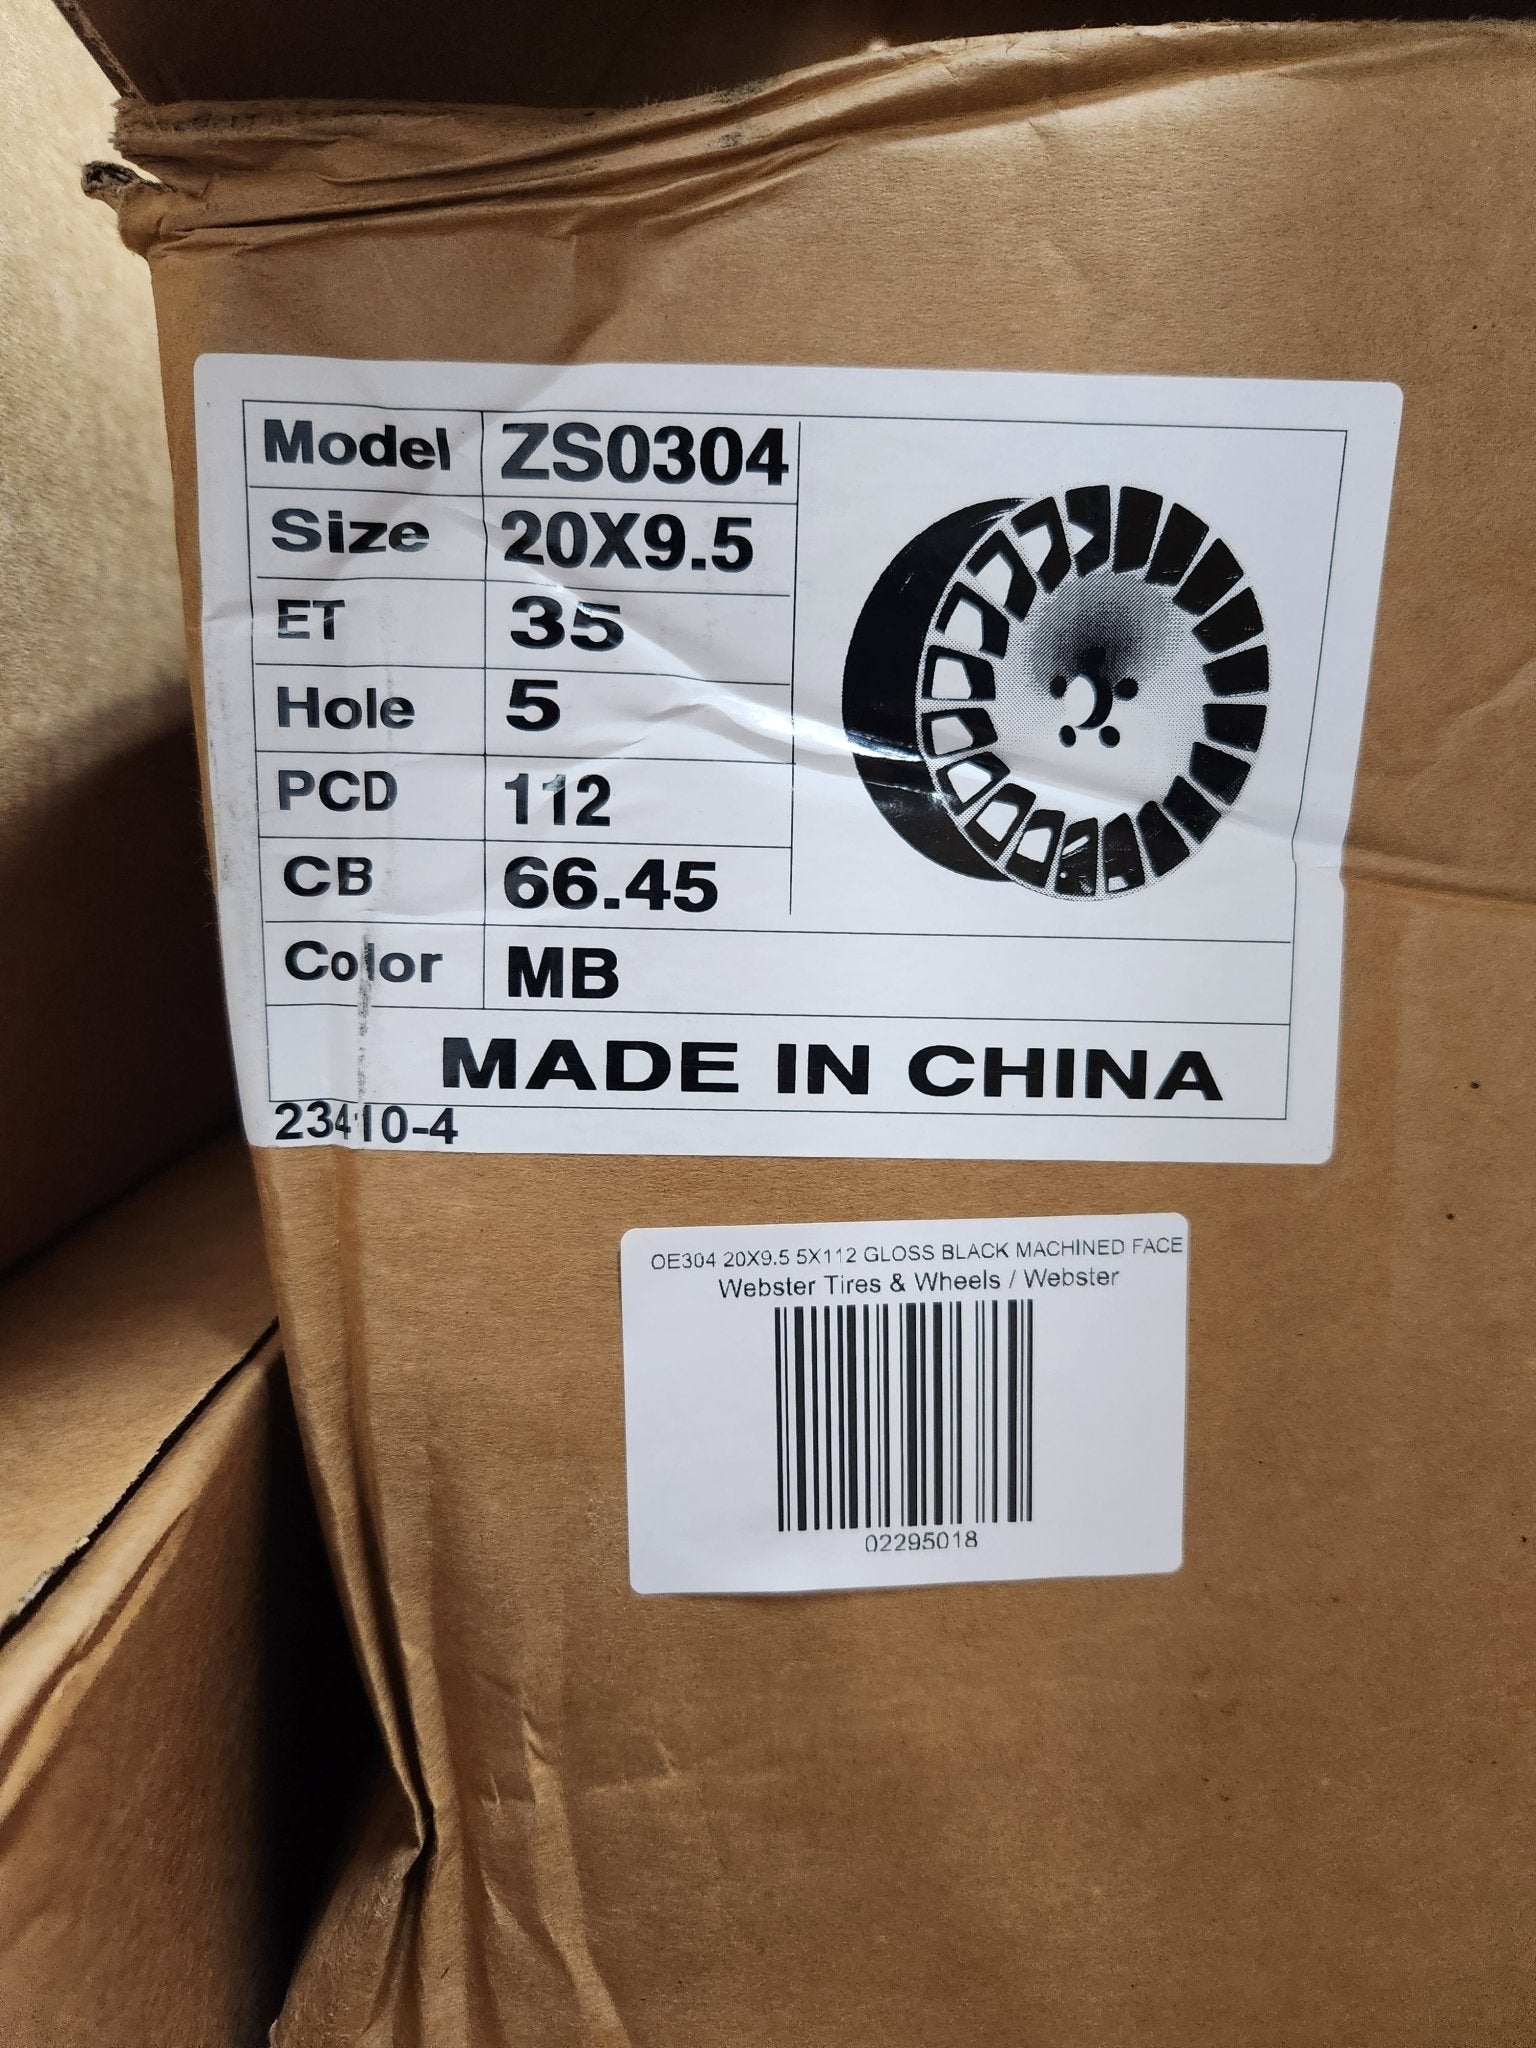 Model ZS0304
Size 20X9.5
ET 35
Hole 5
PCD 112
CB 66.45
Color MB
MADE IN CHINA
23410-4
OE304 20X9.5 5X112 GLOSS BLACK MACHINED FACE
Webster Tires & Wheels / Webster
02295018